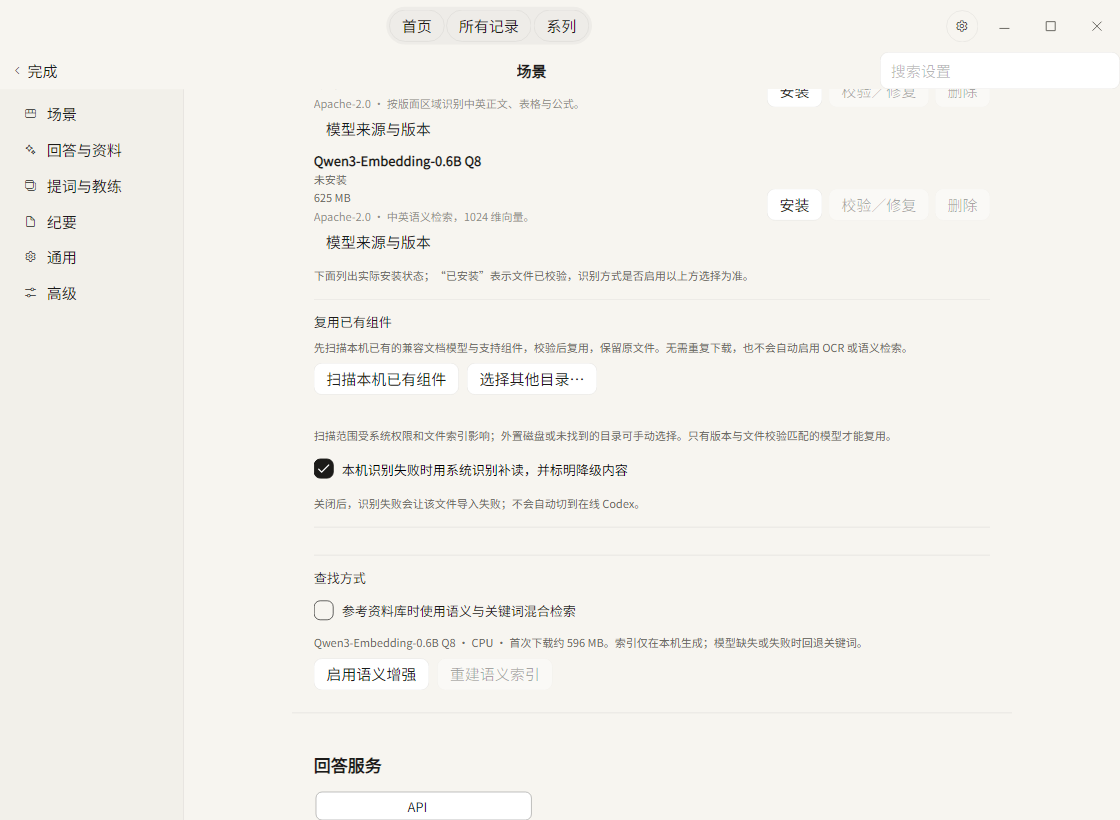 首页 所有记录 系列
完成
场景
搜索设置
场景
回答与资料
提词与教练
纪要
通用
高级
安装 校验／修复 删除
Apache-2.0 · 按版面区域识别中英正文、表格与公式。
模型来源与版本
Qwen3-Embedding-0.6B Q8
未安装
625 MB
安装 校验／修复 删除
Apache-2.0 · 中英语义检索，1024 维向量。
模型来源与版本
下面列出实际安装状态；“已安装”表示文件已校验，识别方式是否启用以上方选择为准。
复用已有组件
先扫描本机已有的兼容文档模型与支持组件，校验后复用，保留原文件。无需重复下载，也不会自动启用 OCR 或语义检索。
扫描本机已有组件 选择其他目录…
扫描范围受系统权限和文件索引影响；外置磁盘或未找到的目录可手动选择。只有版本与文件校验匹配的模型才能复用。
本机识别失败时用系统识别补读，并标明降级内容
关闭后，识别失败会让该文件导入失败；不会自动切到在线 Codex。
查找方式
参考资料库时使用语义与关键词混合检索
Qwen3-Embedding-0.6B Q8 · CPU · 首次下载约 596 MB。索引仅在本机生成；模型缺失或失败时回退关键词。
启用语义增强 重建语义索引
回答服务
API